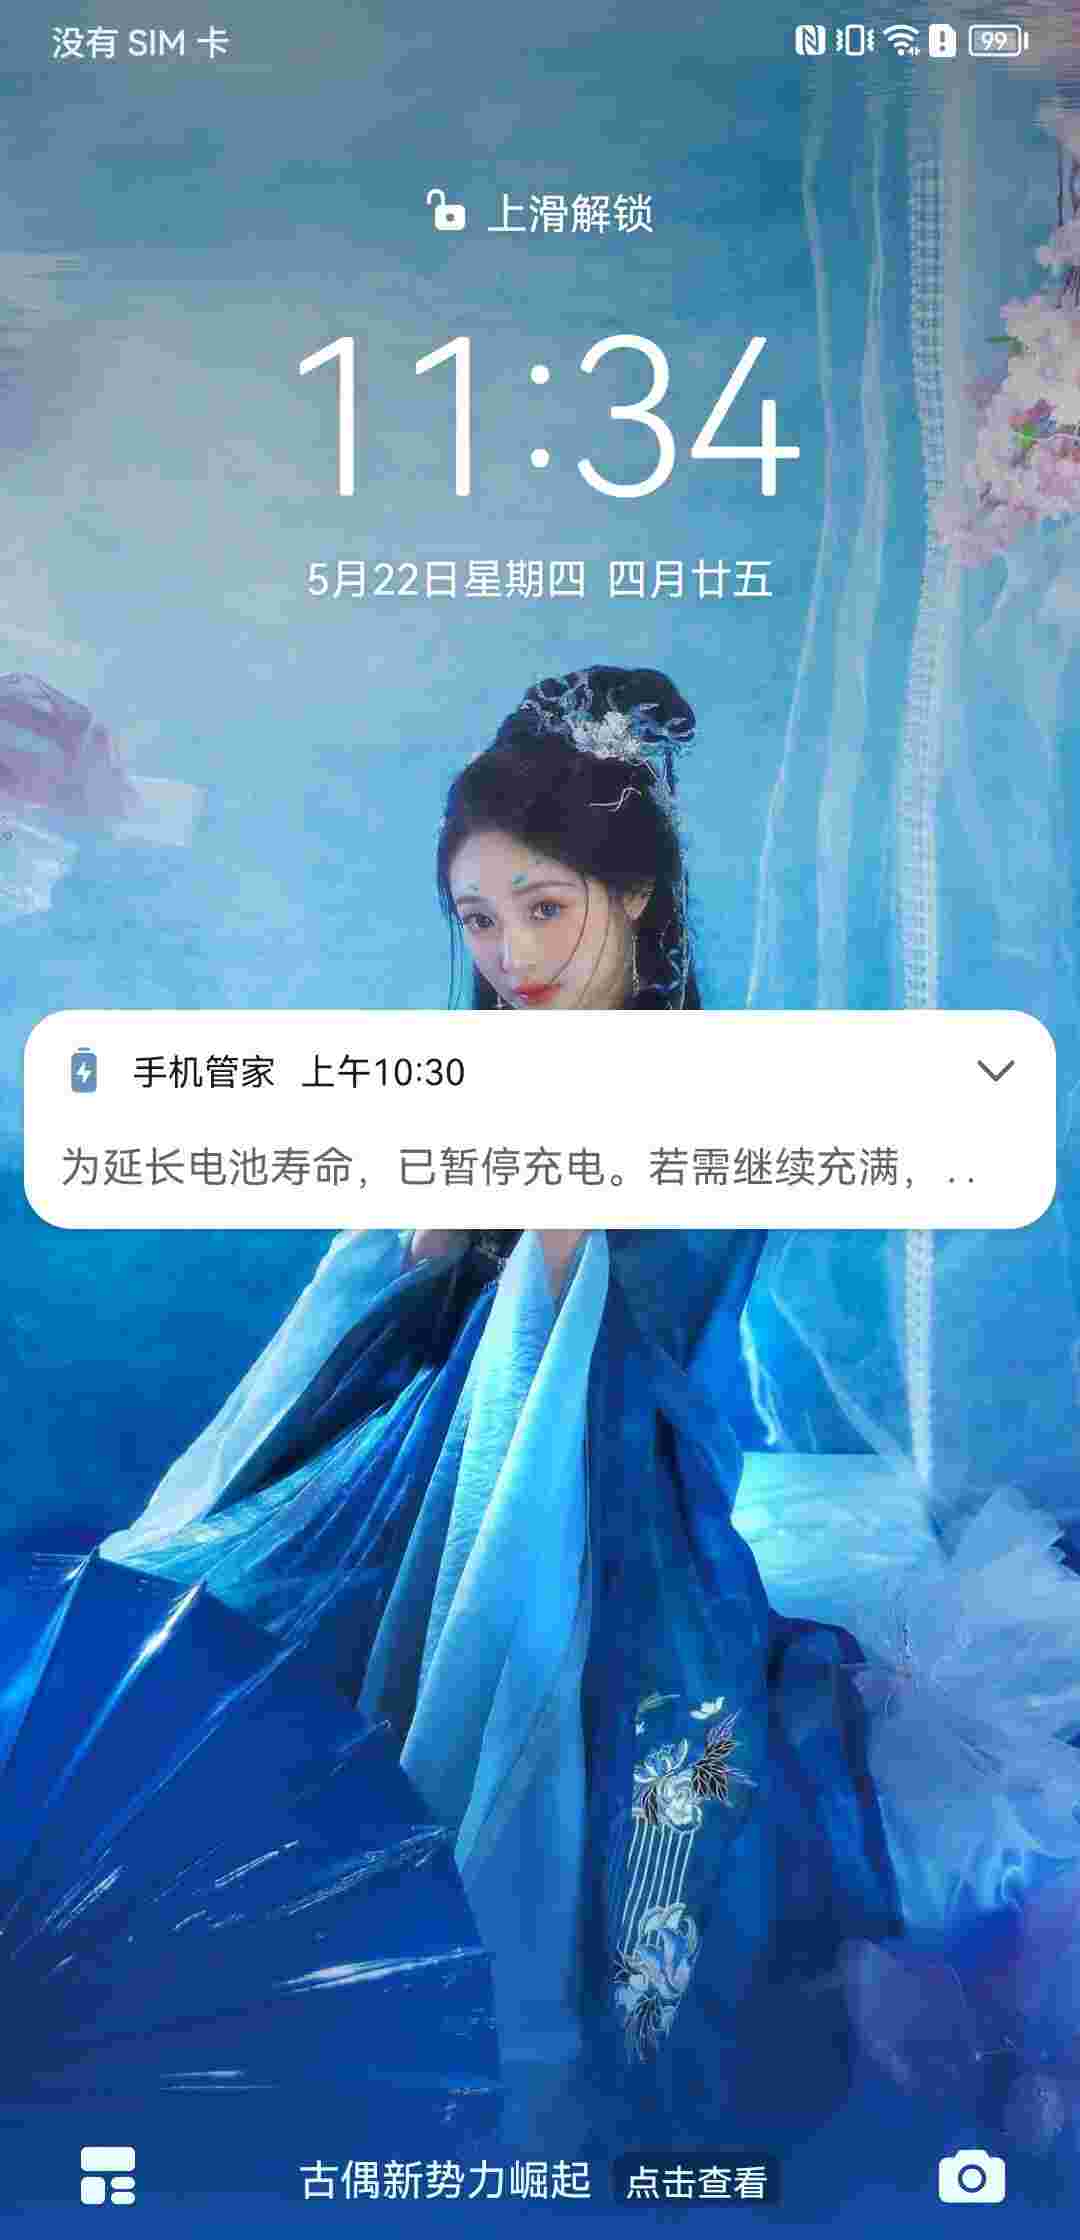 没有 SIM 卡 99
上滑解锁
11:34
5月22日星期四 四月廿五
手机管家 上午10:30
为延长电池寿命，已暂停充电。若需继续充满，..
古偶新势力崛起 点击查看